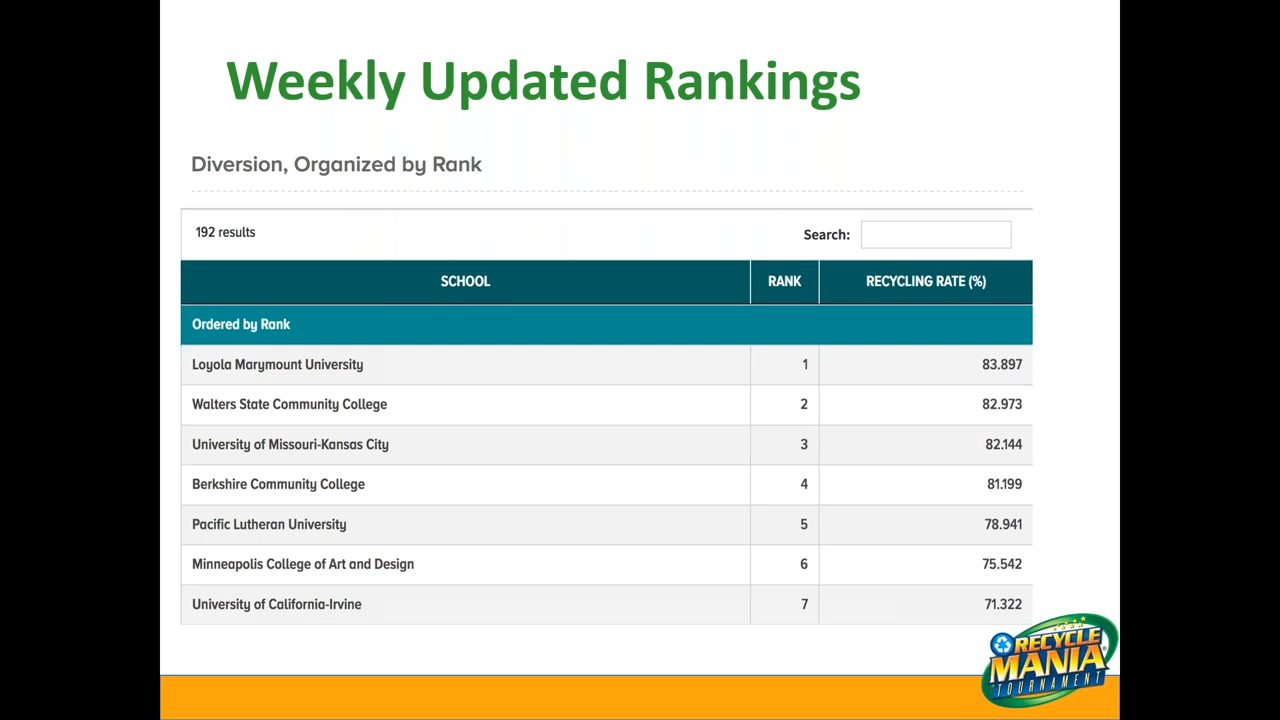 Weekly Updated Rankings
Diversion, Organized by Rank
192 results
Search:
SCHOOL RANK RECYCLING RATE (%)
Ordered by Rank
Loyola Marymount University 1 83.897
Walters State Community College 2 82.973
University of Missouri-Kansas City 3 82.144
Berkshire Community College 4 81.199
Pacific Lutheran University 5 78.941
Minneapolis College of Art and Design 6 75.542
University of California-Irvine 7 71.322
RECYCLE
MANIA®
TOURNAMENT